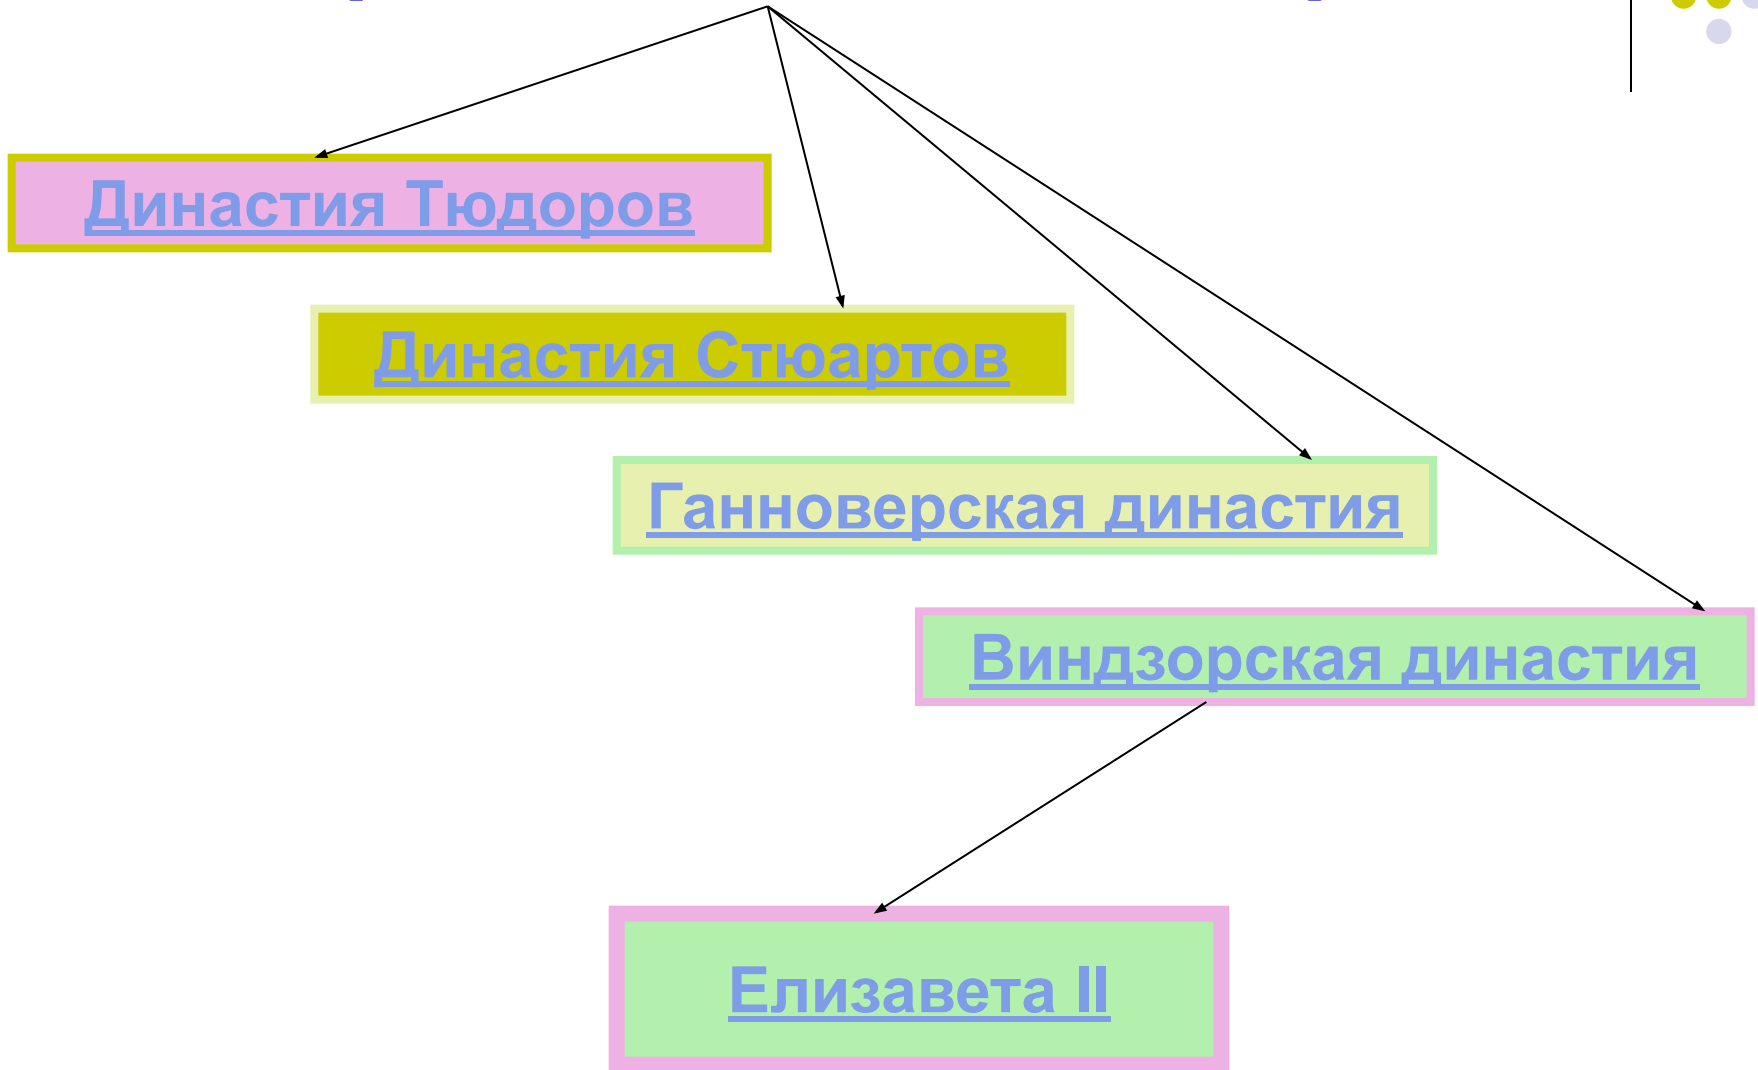 Династия Тюдоров
Династия Стюартов
Ганноверская династия
Виндзорская династия
Елизавета II